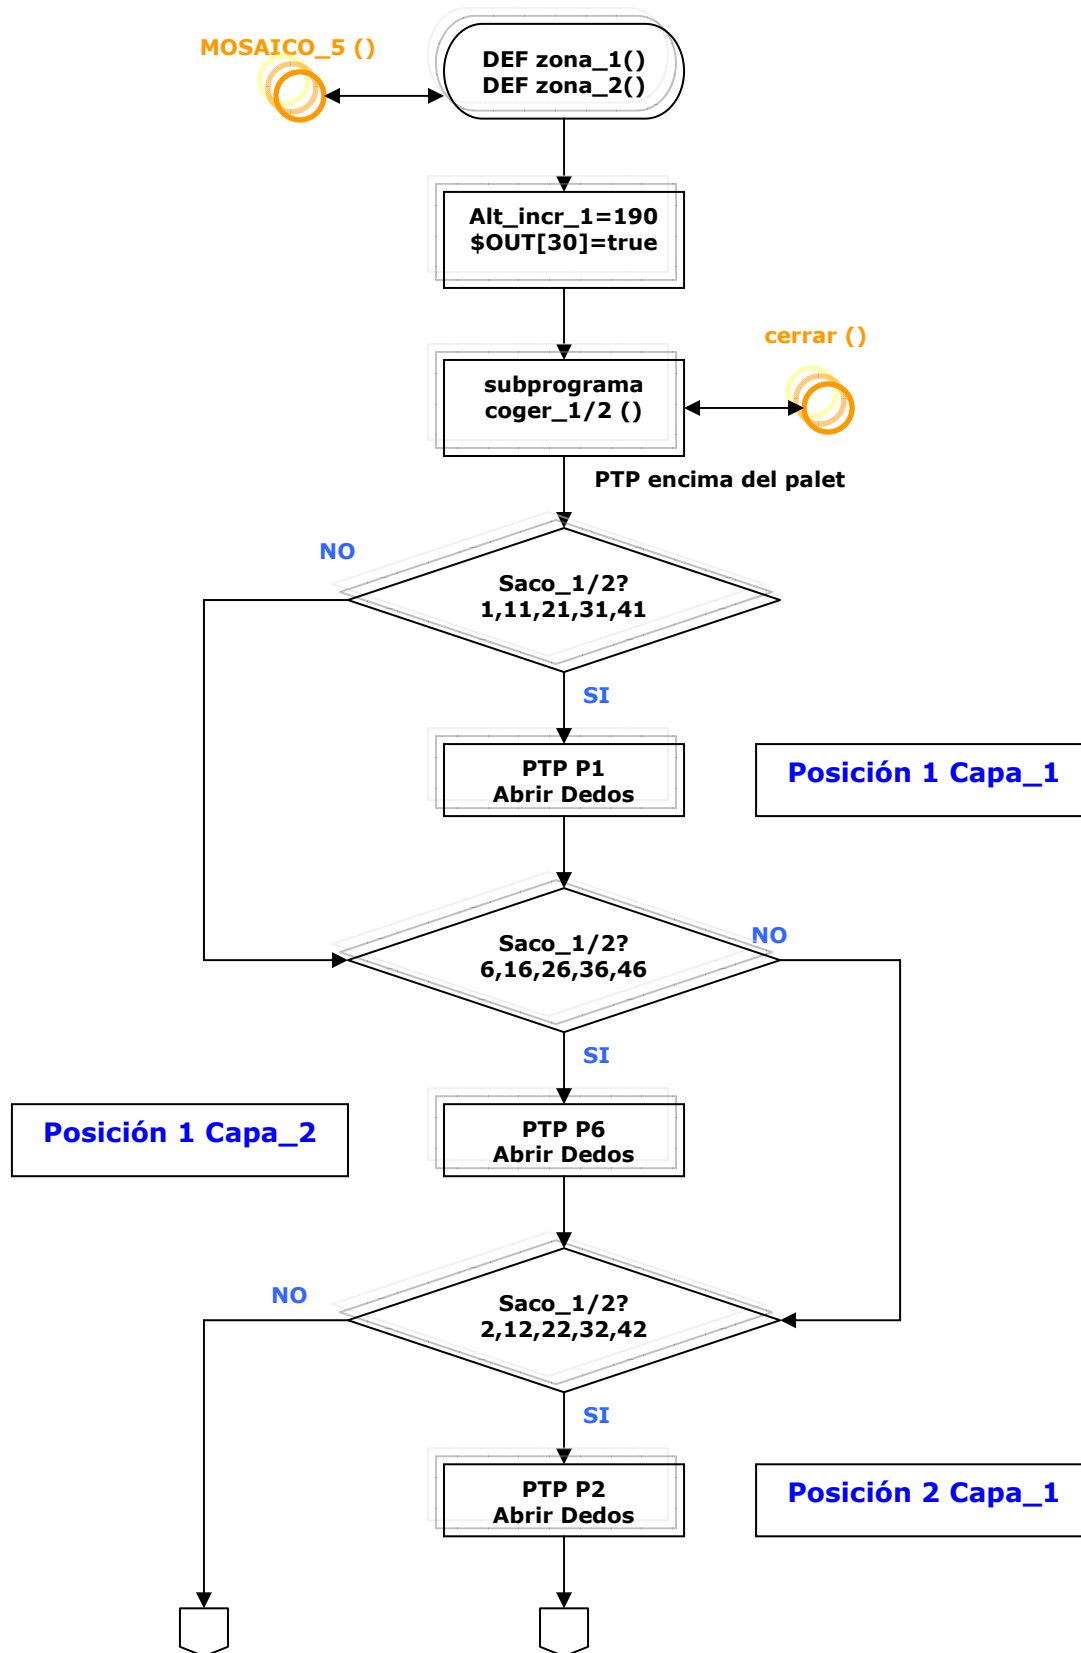 MOSAICO_5 ()
DEF zona_1()
DEF zona_2()
Alt_incr_1=190
$OUT[30]=true
cerrar ()
subprograma
coger_1/2 ()
PTP encima del palet
NO
Saco_1/2?
1,11,21,31,41
SI
PTP P1
Abrir Dedos
Posición 1 Capa_1
Saco_1/2?
6,16,26,36,46
NO
SI
Posición 1 Capa_2
PTP P6
Abrir Dedos
NO
Saco_1/2?
2,12,22,32,42
SI
PTP P2
Abrir Dedos
Posición 2 Capa_1